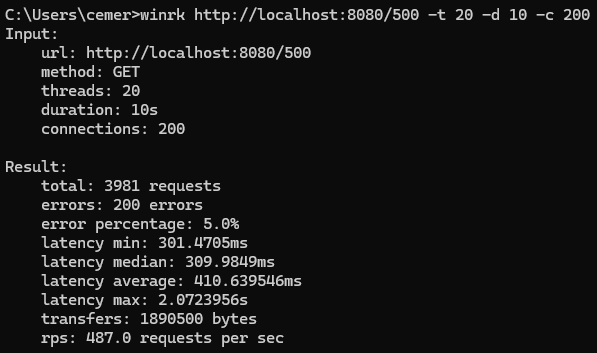 C:\Users\cemer>winrk http://localhost:8080/500 -t 20 -d 10 -c 200
Input:
    url: http://localhost:8080/500
    method: GET
    threads: 20
    duration: 10s
    connections: 200

Result:
    total: 3981 requests
    errors: 200 errors
    error percentage: 5.0%
    latency min: 301.4705ms
    latency median: 309.9849ms
    latency average: 410.639546ms
    latency max: 2.0723956s
    transfers: 1890500 bytes
    rps: 487.0 requests per sec